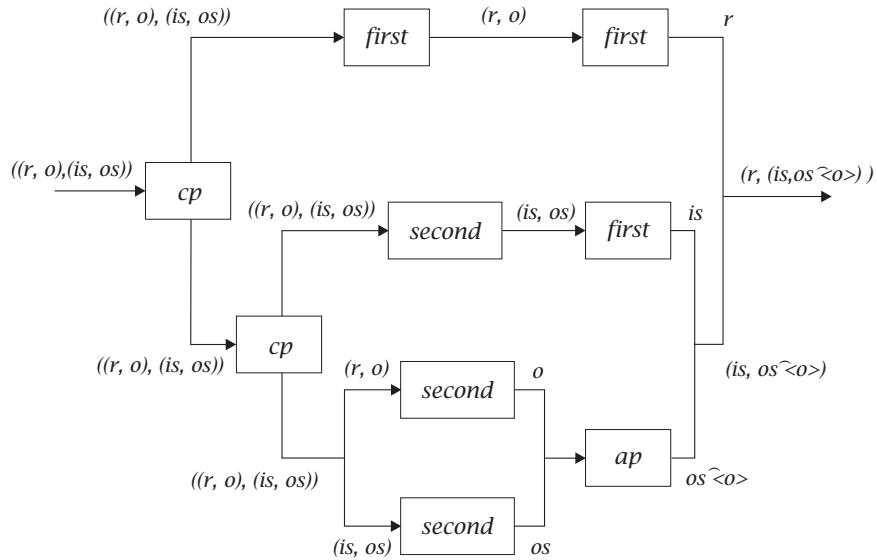 ((r, o), (is, os))
first
(r, o)
first
r
((r, o),(is, os))
cp
(r, (is,os⁀<o>) )
((r, o), (is, os))
second
(is, os)
first
is
((r, o), (is, os))
cp
(r, o)
second
o
(is, os⁀<o>)
((r, o), (is, os))
ap
os⁀<o>
(is, os)
second
os